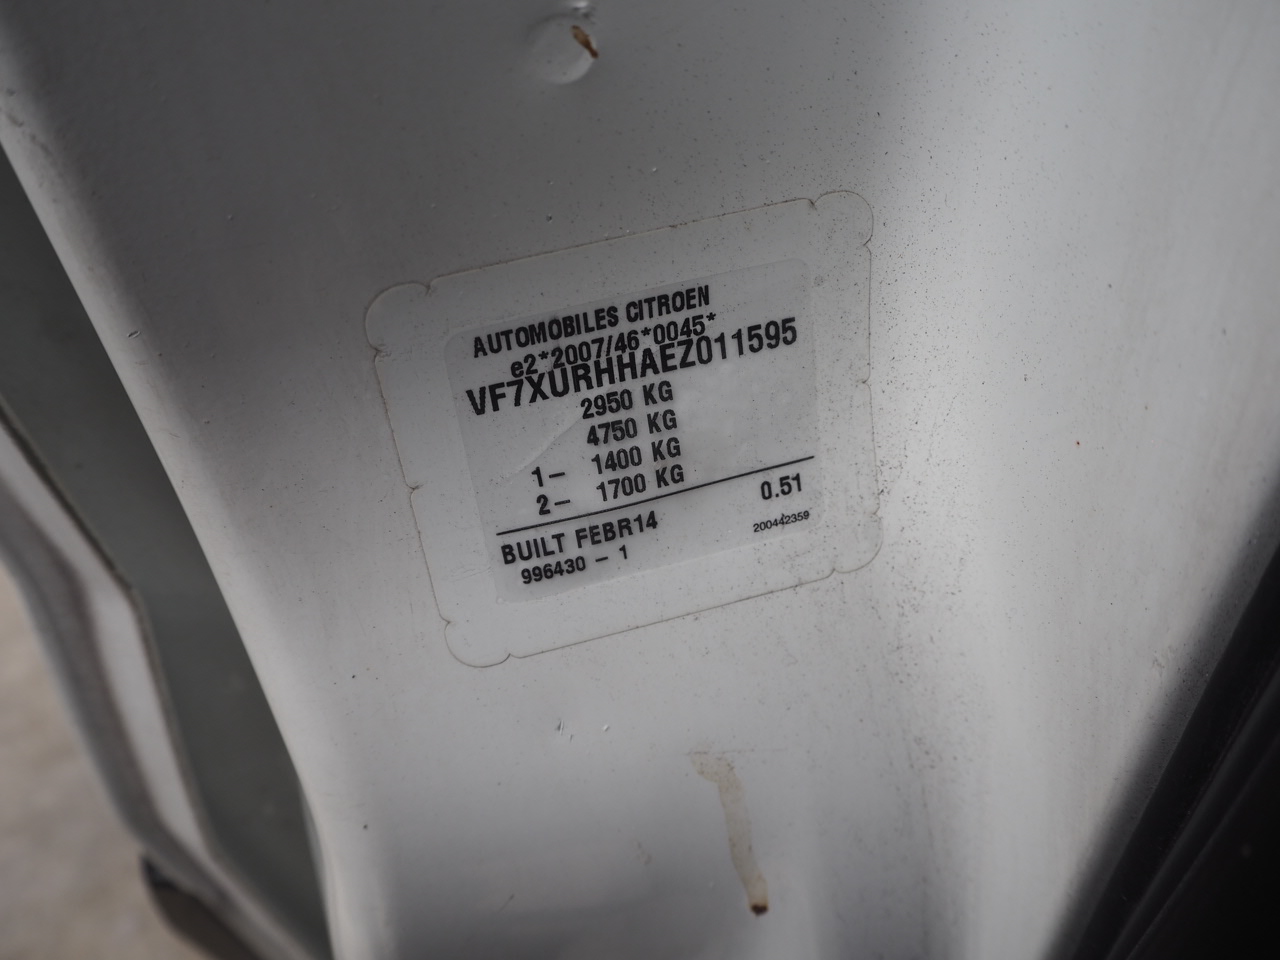 AUTOMOBILES CITROEN
e2*2007/46*0045*
VF7XURHHAEZ011595
2950 KG
4750 KG
1- 1400 KG
2- 1700 KG
0.51
BUILT FEBR14
200442359
996430 - 1